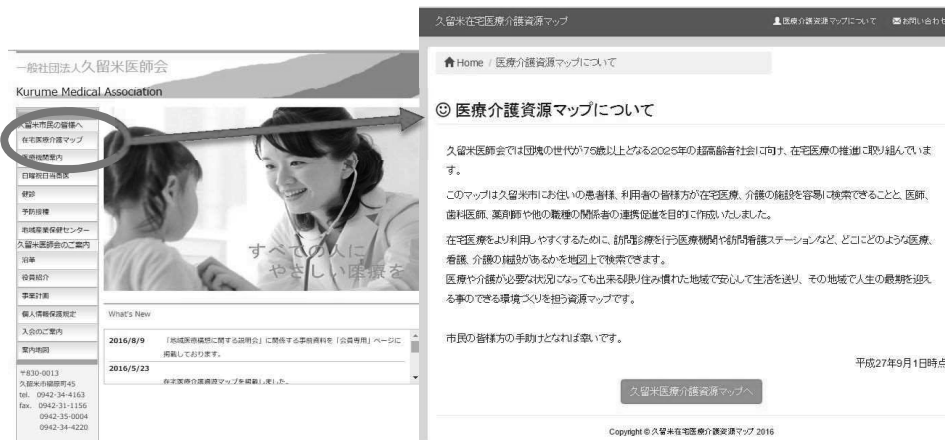 一般社団法人久留米医師会
Kurume Medical Association
久留米市民の皆様へ
在宅医療介護マップ
医療機関案内
日曜祝日当番医
健診
予防接種
地域産業保健センター
久留米医師会のご案内
沿革
役員紹介
事業計画
個人情報保護規定
入会のご案内
案内地図
〒830-0013
久留米市櫛原町45
tel. 0942-34-4163
fax. 0942-31-1156
0942-35-0004
0942-34-4220
すべての人に
やさしい医療を
What's New
2016/8/9 「地域医療構想に関する説明会」に関係する事前資料を「会員専用」ページに
掲載しております。
2016/5/23
在宅医療介護資源マップを掲載しました。
久留米在宅医療介護資源マップ
医療介護資源マップについて
お問い合わせ
Home / 医療介護資源マップについて
医療介護資源マップについて
久留米医師会では団塊の世代が75歳以上となる2025年の超高齢者社会に向け、在宅医療の推進に取り組んでいま
す。
このマップは久留米市にお住いの患者様、利用者の皆様方が在宅医療、介護の施設を容易に検索できることと、医師、
歯科医師、薬剤師や他の職種の関係者の連携促進を目的に作成いたしました。
在宅医療をより利用しやすくするために、訪問診療を行う医療機関や訪問看護ステーションなど、どこにどのような医療、
看護、介護の施設があるかを地図上で検索できます。
医療や介護が必要な状況になっても出来る限り住み慣れた地域で安心して生活を送り、その地域で人生の最期を迎え
る事のできる環境づくりを担う資源マップです。
市民の皆様方の手助けとなれば幸いです。
平成27年9月1日時点
久留米医療介護資源マップへ
Copyright © 久留米在宅医療介護資源マップ 2016